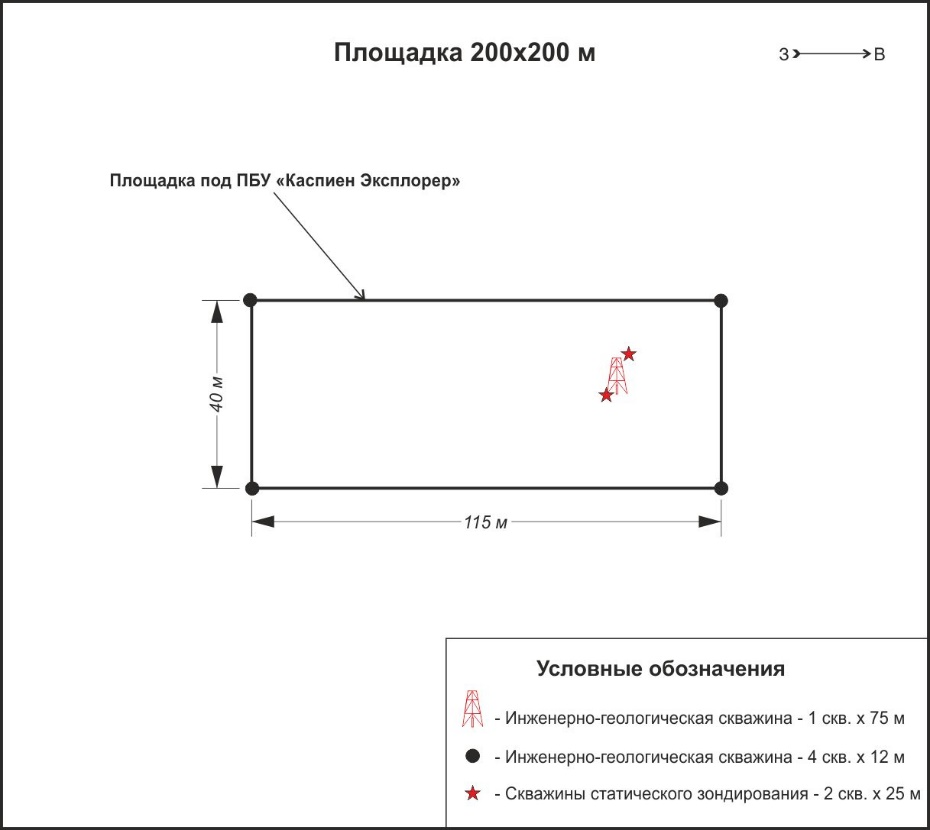 Площадка 200х200 м
З В
Площадка под ПБУ «Каспиен Эксплорер»
40 м
115 м
Условные обозначения
- Инженерно-геологическая скважина - 1 скв. х 75 м
- Инженерно-геологическая скважина - 4 скв. х 12 м
- Скважины статического зондирования - 2 скв. х 25 м